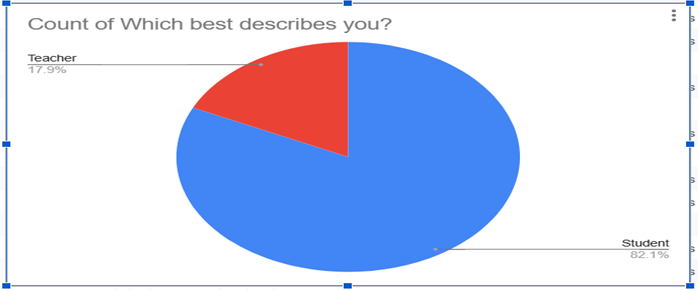 Count of Which best describes you?
Teacher
17.9%
Student
82.1%